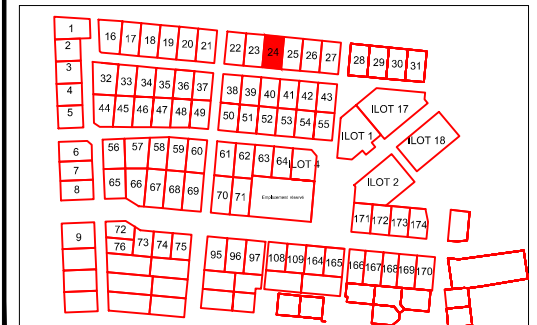 1
2
3
4
5
16 17 18 19 20 21
22 23 24 25 26 27
28 29 30 31
32 33 34 35 36 37
44 45 46 47 48 49
38 39 40 41 42 43
50 51 52 53 54 55
ILOT 17
ILOT 1
ILOT 18
ILOT 2
6
7
8
56 57 58 59 60
65 66 67 68 69
61 62 63 64 ILOT 4
70 71 Emplacement réservé
171 172 173 174
9
72
76 73 74 75
95 96 97
108 109 164 165
166 167 168 169 170